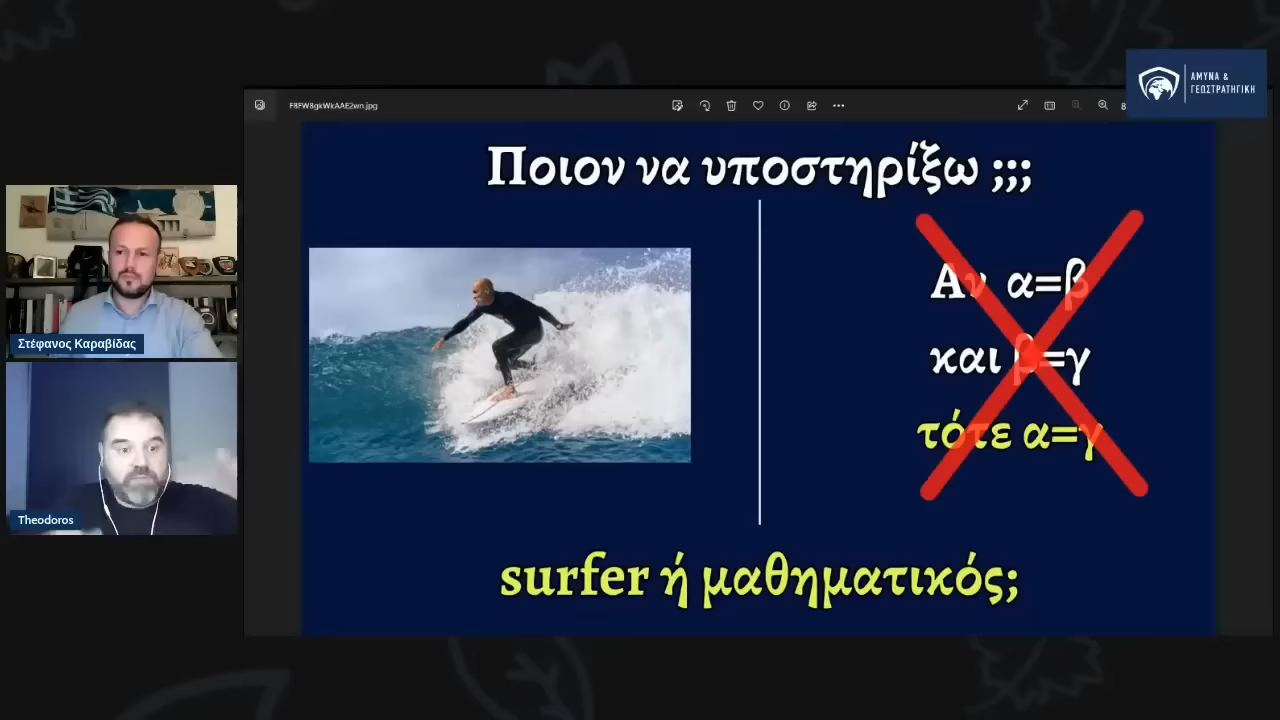 F8FW8gkWkAAE2wn.jpg
ΑΜΥΝΑ &
ΓΕΩΣΤΡΑΤΗΓΙΚΗ
Ποιον να υποστηρίξω ;;;
Αν α=β
και β=γ
τότε α=γ
surfer ή μαθηματικός;
Στέφανος Καραβίδας
Theodoros